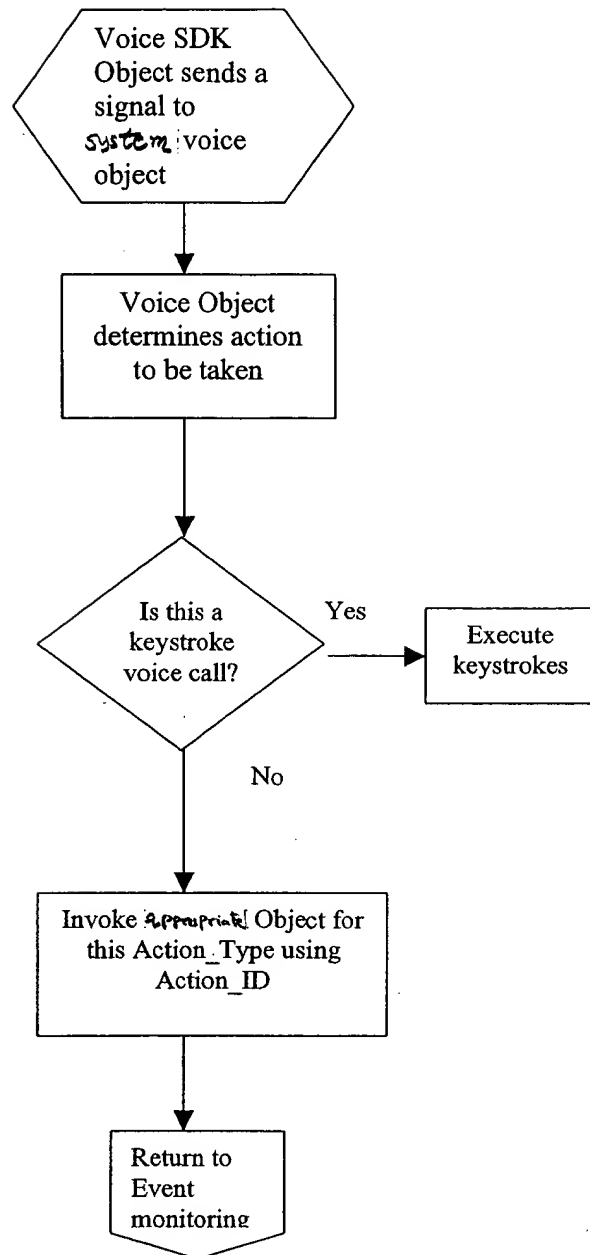 Voice SDK
Object sends a
signal to
system voice
object
Voice Object
determines action
to be taken
Is this a
keystroke
voice call?
Yes
Execute
keystrokes
No
Invoke appropriate Object for
this Action_Type using
Action_ID
Return to
Event
monitoring